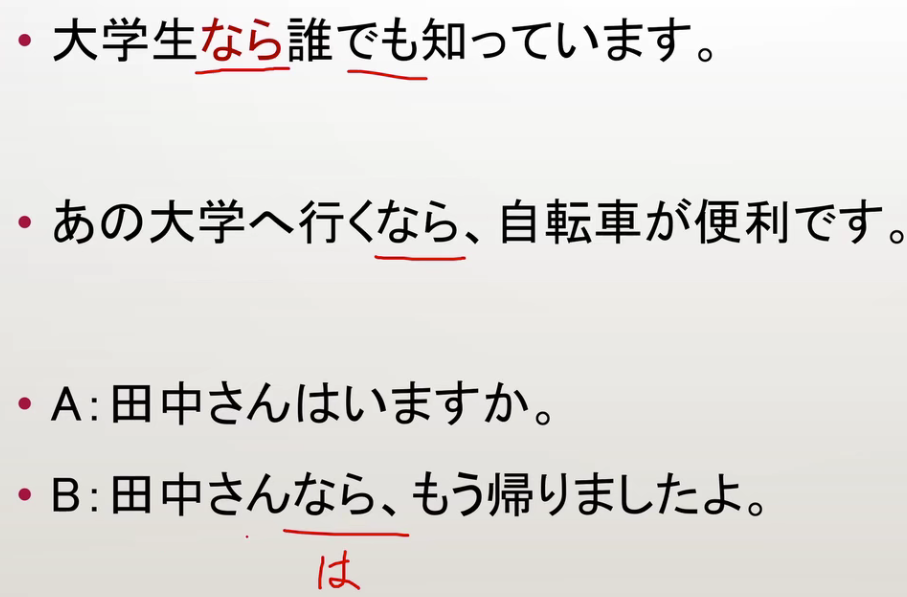 • 大学生なら誰でも知っています。
• あの大学へ行くなら、自転車が便利です。
• A：田中さんはいますか。
• B：田中さんなら、もう帰りましたよ。
は